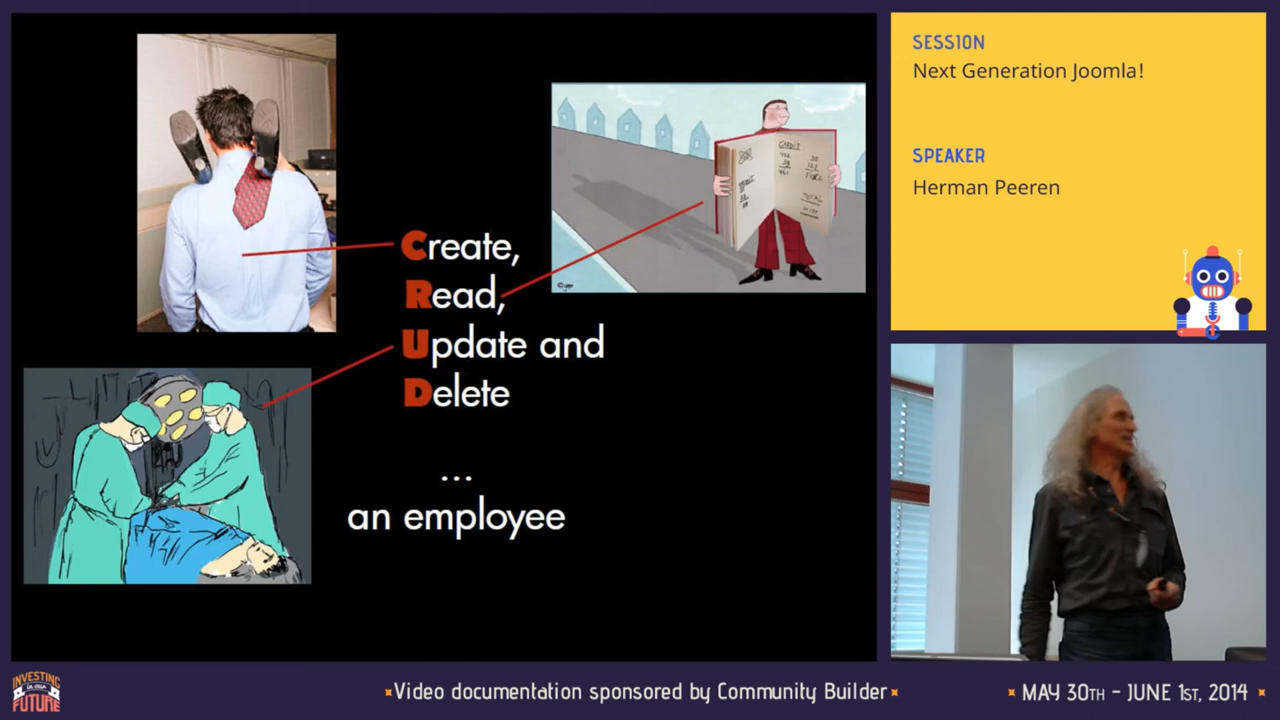 Create,
Read,
Update and
Delete
...
an employee
SESSION
Next Generation Joomla!
SPEAKER
Herman Peeren
INVESTING
IN OUR
FUTURE
Video documentation sponsored by Community Builder
MAY 30TH - JUNE 1ST, 2014